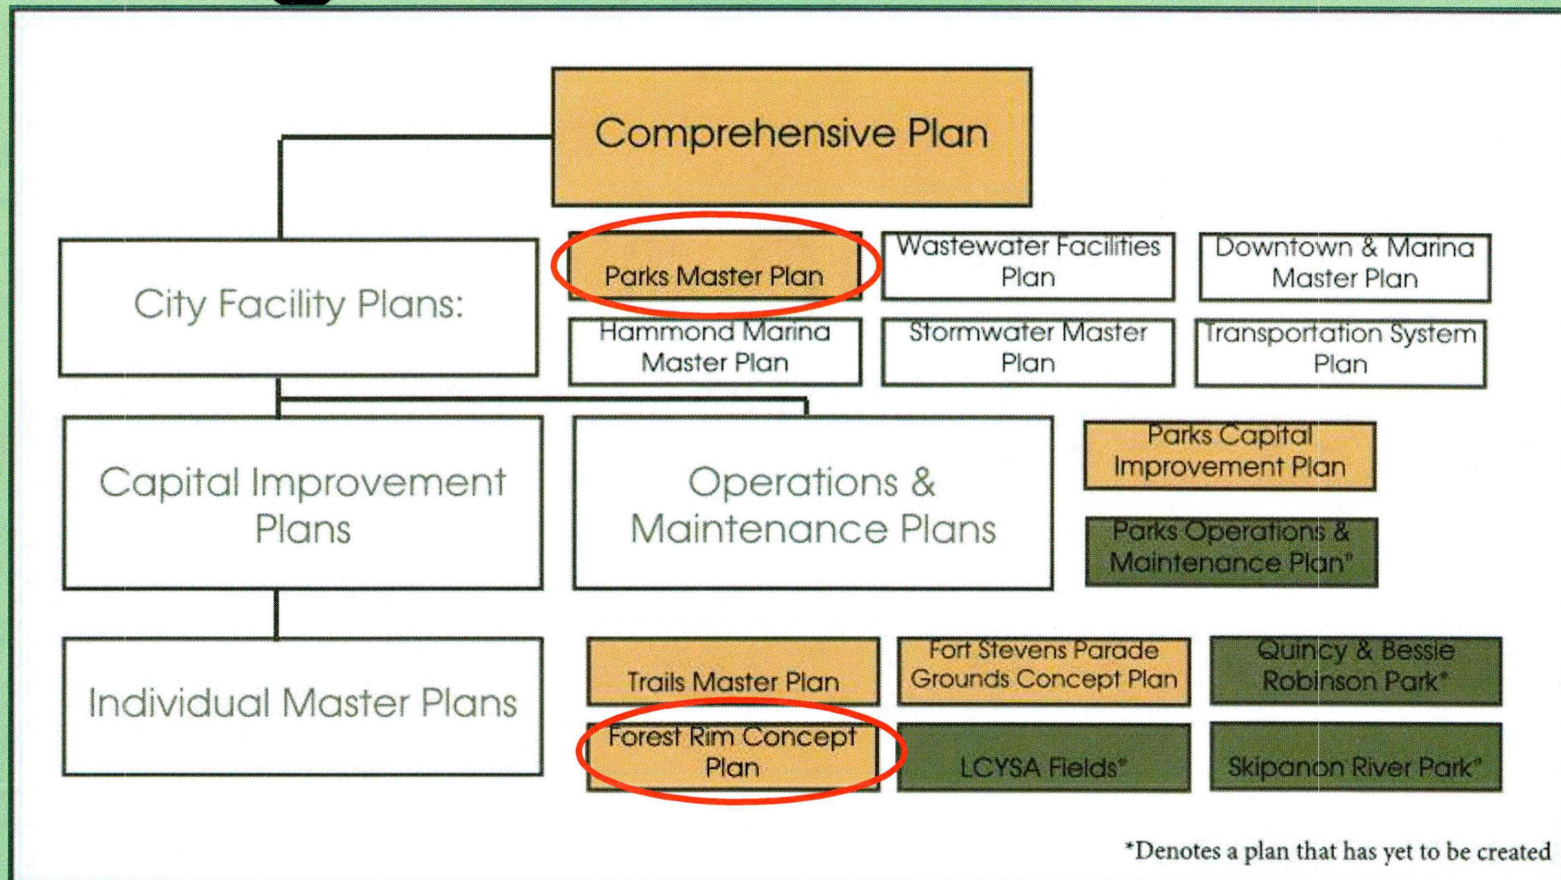 Comprehensive Plan
City Facility Plans:
Parks Master Plan
Wastewater Facilities
Plan
Downtown & Marina
Master Plan
Hammond Marina
Master Plan
Stormwater Master
Plan
Transportation System
Plan
Capital Improvement
Plans
Operations &
Maintenance Plans
Parks Capital
Improvement Plan
Parks Operations &
Maintenance Plan*
Individual Master Plans
Trails Master Plan
Fort Stevens Parade
Grounds Concept Plan
Quincy & Bessie
Robinson Park*
Forest Rim Concept
Plan
LCYSA Fields*
Skipanon River Park*
*Denotes a plan that has yet to be created